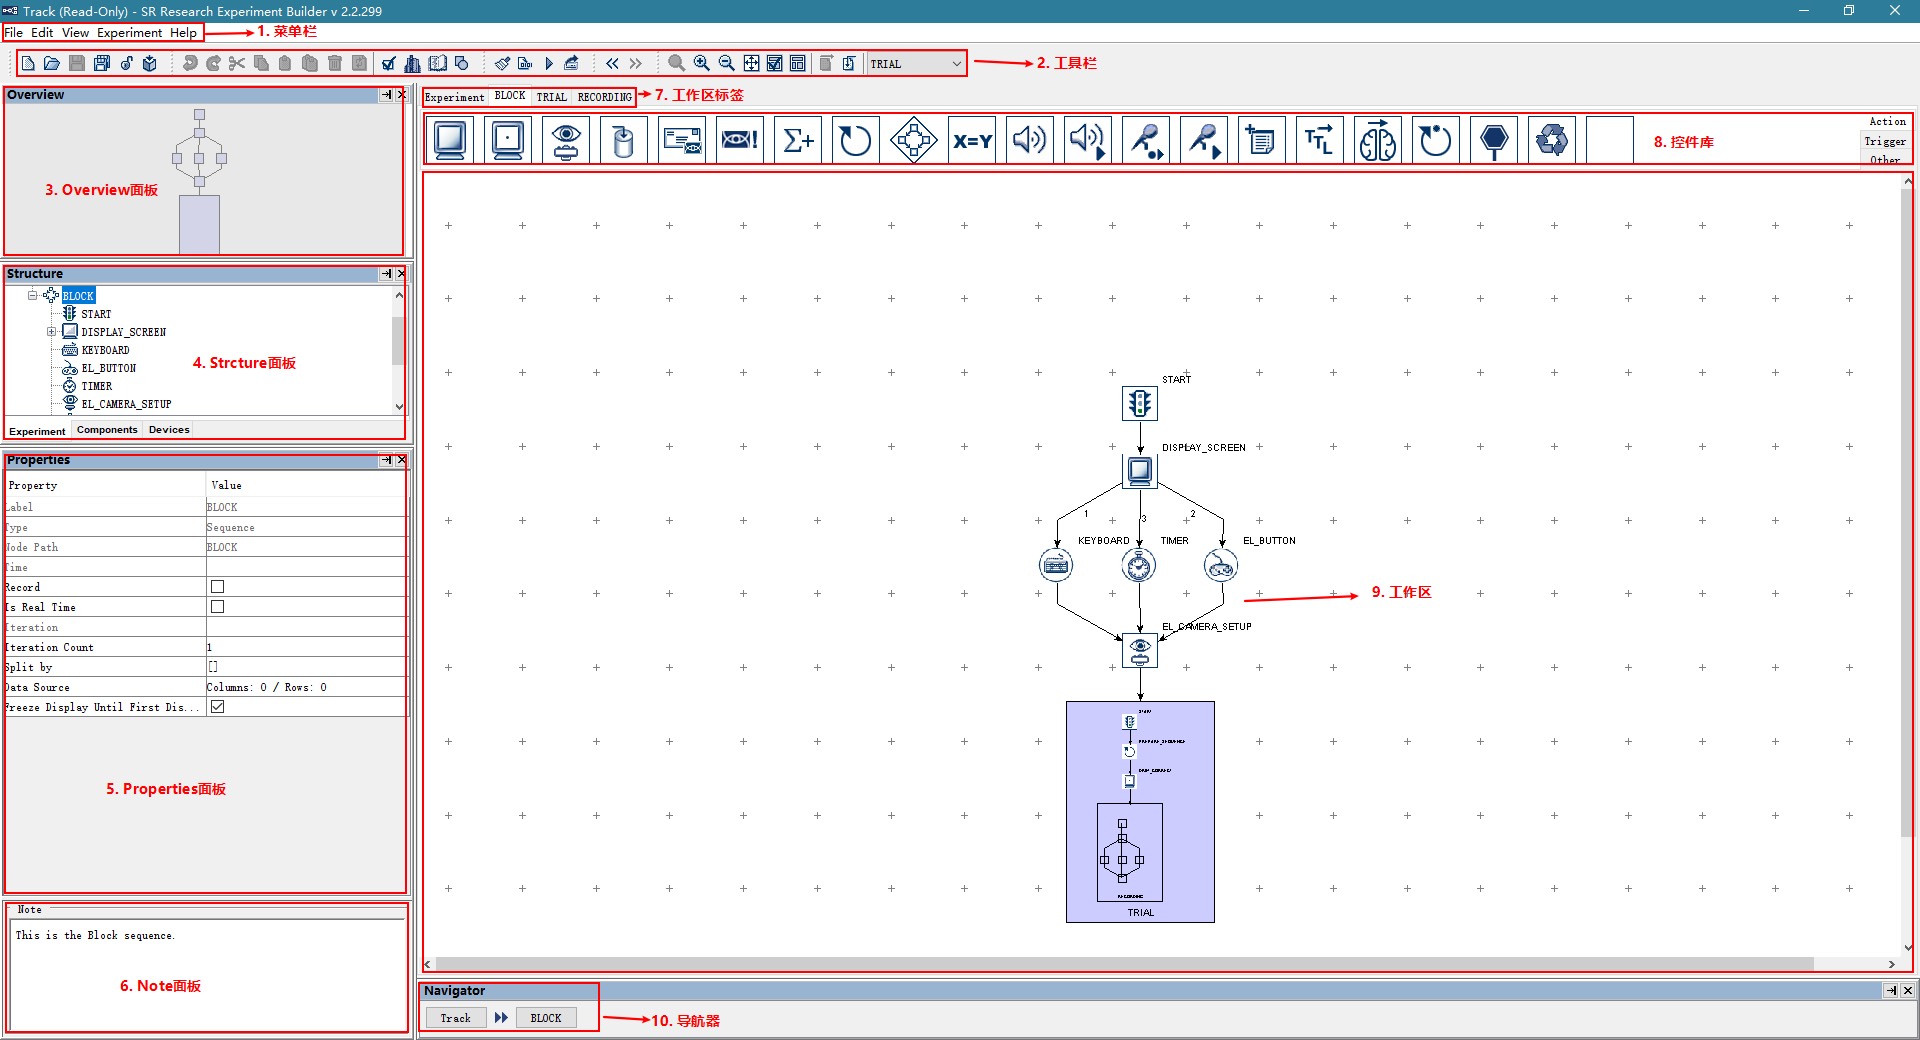 Track (Read-Only) - SR Research Experiment Builder v 2.2.299
File Edit View Experiment Help
1. 菜单栏
TRIAL
2. 工具栏
Overview
3. Overview面板
Experiment BLOCK TRIAL RECORDING
7. 工作区标签
X=Y
TTL
8. 控件库
Action
Trigger
Other
Structure
BLOCK
START
DISPLAY_SCREEN
KEYBOARD
EL_BUTTON
TIMER
EL_CAMERA_SETUP
4. Strcture面板
Experiment Components Devices
Properties
Property Value
Label BLOCK
Type Sequence
Node Path BLOCK
Time
Record
Is Real Time
Iteration
Iteration Count 1
Split by []
Data Source Columns: 0 / Rows: 0
Freeze Display Until First Dis...
5. Properties面板
Note
This is the Block sequence.
6. Note面板
START
DISPLAY_SCREEN
1 3 2
KEYBOARD TIMER EL_BUTTON
9. 工作区
EL_CAMERA_SETUP
START
PREPARE_SEQUENCE
RECORDING
TRIAL
Navigator
Track BLOCK
10. 导航器